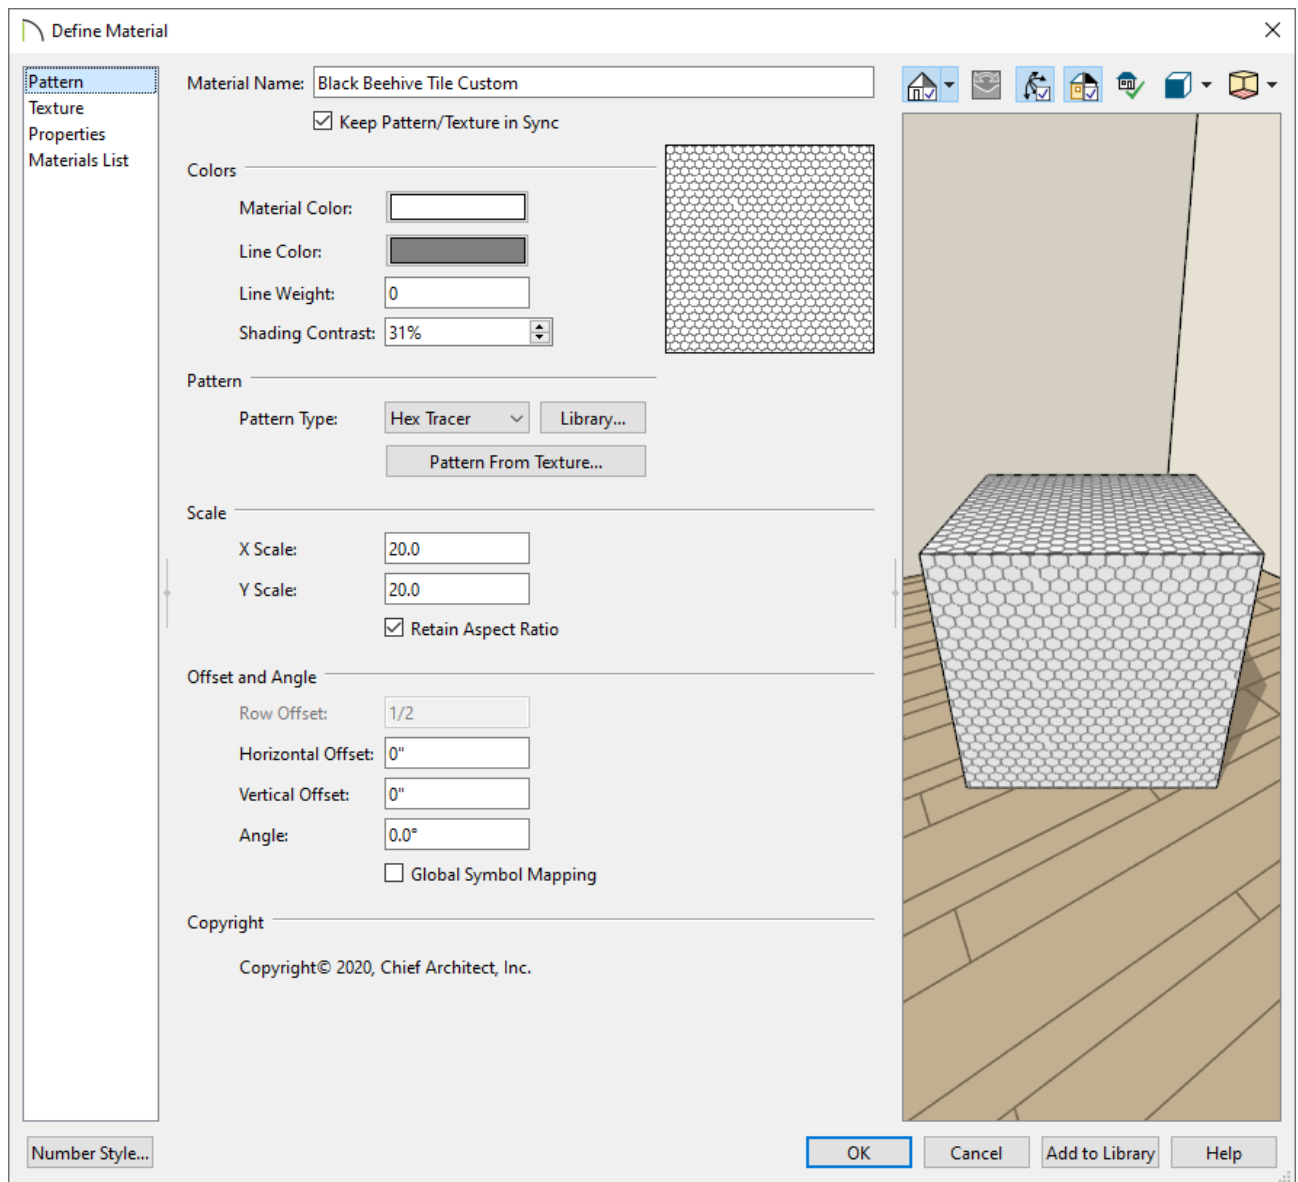 Define Material
Pattern
Texture
Properties
Materials List
Material Name: Black Beehive Tile Custom
Keep Pattern/Texture in Sync
Colors
Material Color:
Line Color:
Line Weight: 0
Shading Contrast: 31%
Pattern
Pattern Type: Hex Tracer Library...
Pattern From Texture...
Scale
X Scale: 20.0
Y Scale: 20.0
Retain Aspect Ratio
Offset and Angle
Row Offset: 1/2
Horizontal Offset: 0"
Vertical Offset: 0"
Angle: 0.0°
Global Symbol Mapping
Copyright
Copyright© 2020, Chief Architect, Inc.
Number Style... OK Cancel Add to Library Help